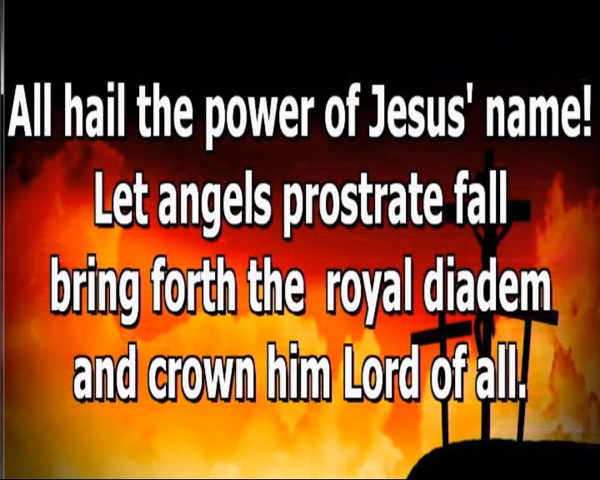 All hail the power of Jesus' name!
Let angels prostrate fall
bring forth the  royal diadem
and crown him Lord of all.